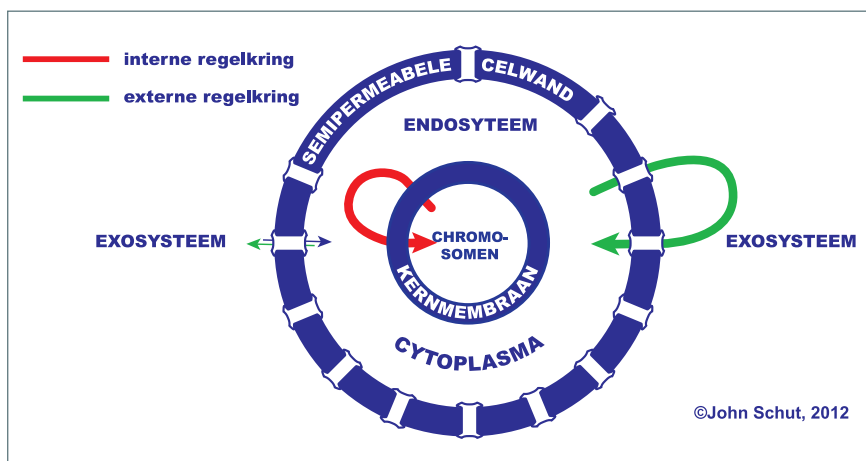 interne regelkring
externe regelkring
SEMIPERMEABELE CELWAND
ENDOSYTEEM
EXOSYSTEEM
CHROMO-
SOMEN
EXOSYSTEEM
KERNMEMBRAAN
CYTOPLASMA
©John Schut, 2012